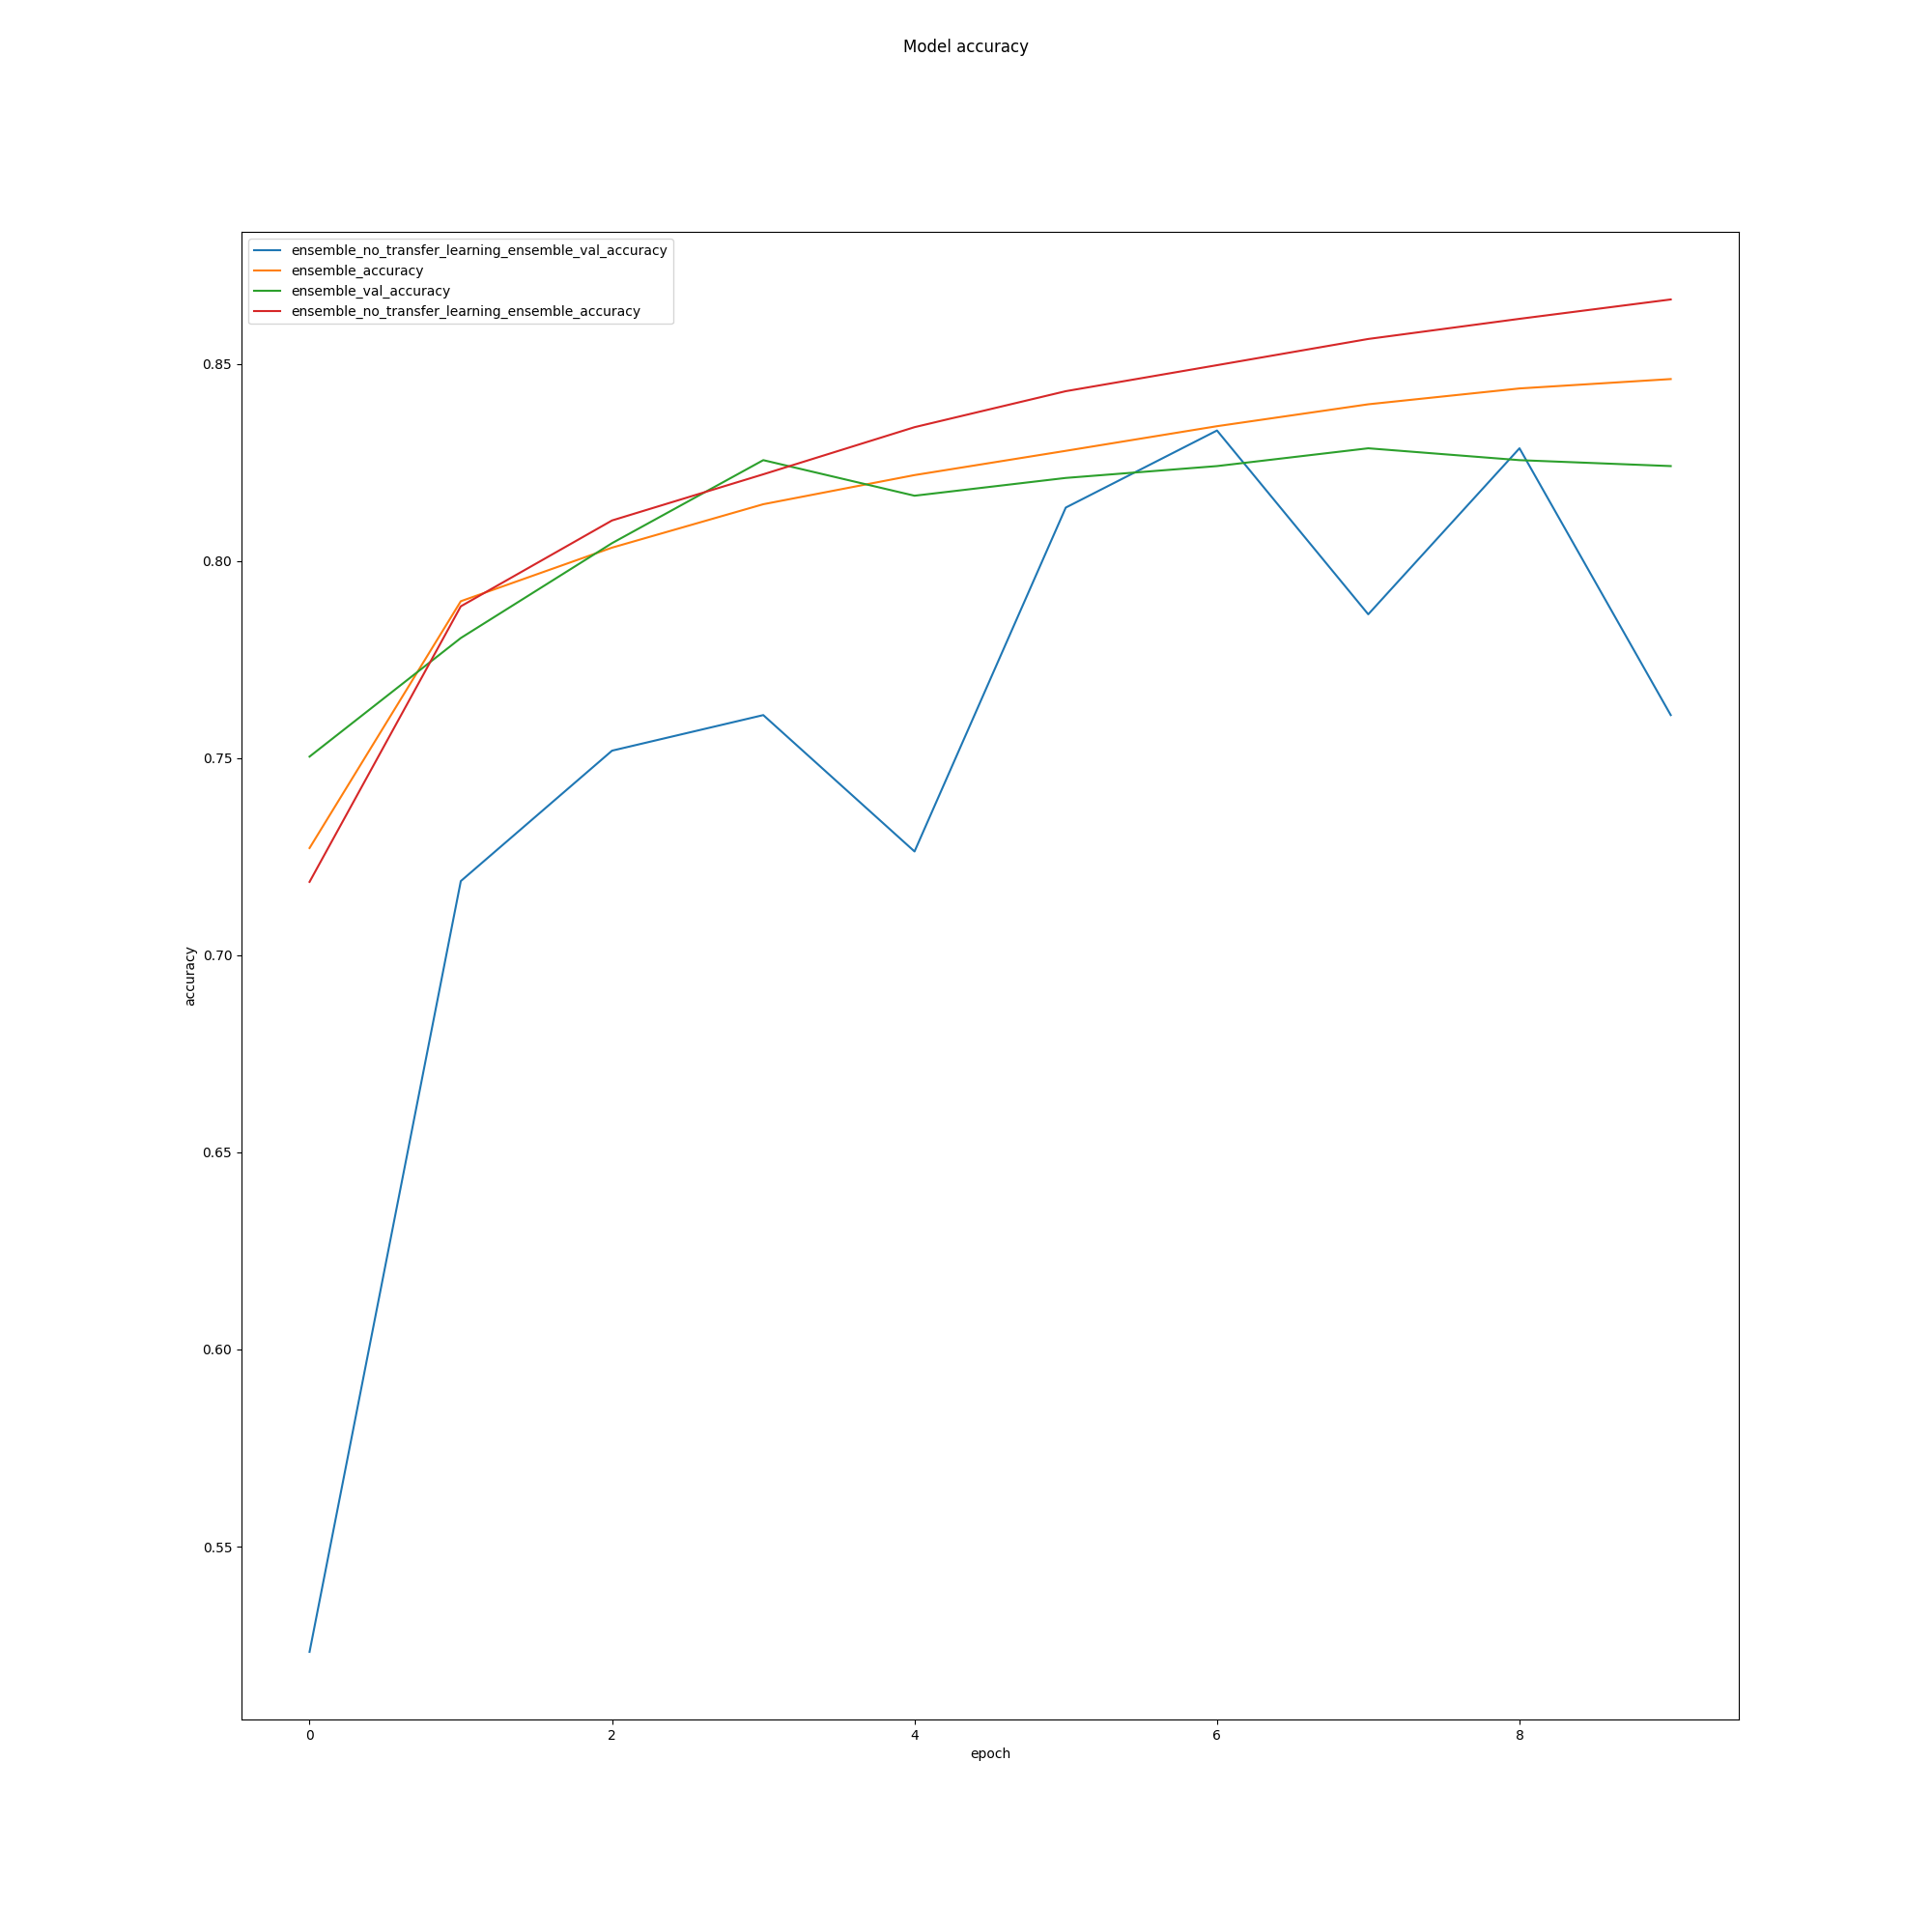 Model accuracy
ensemble_no_transfer_learning_ensemble_val_accuracy
ensemble_accuracy
ensemble_val_accuracy
ensemble_no_transfer_learning_ensemble_accuracy
0.85
0.80
0.75
0.70
0.65
0.60
0.55
accuracy
0 2 4 6 8
epoch